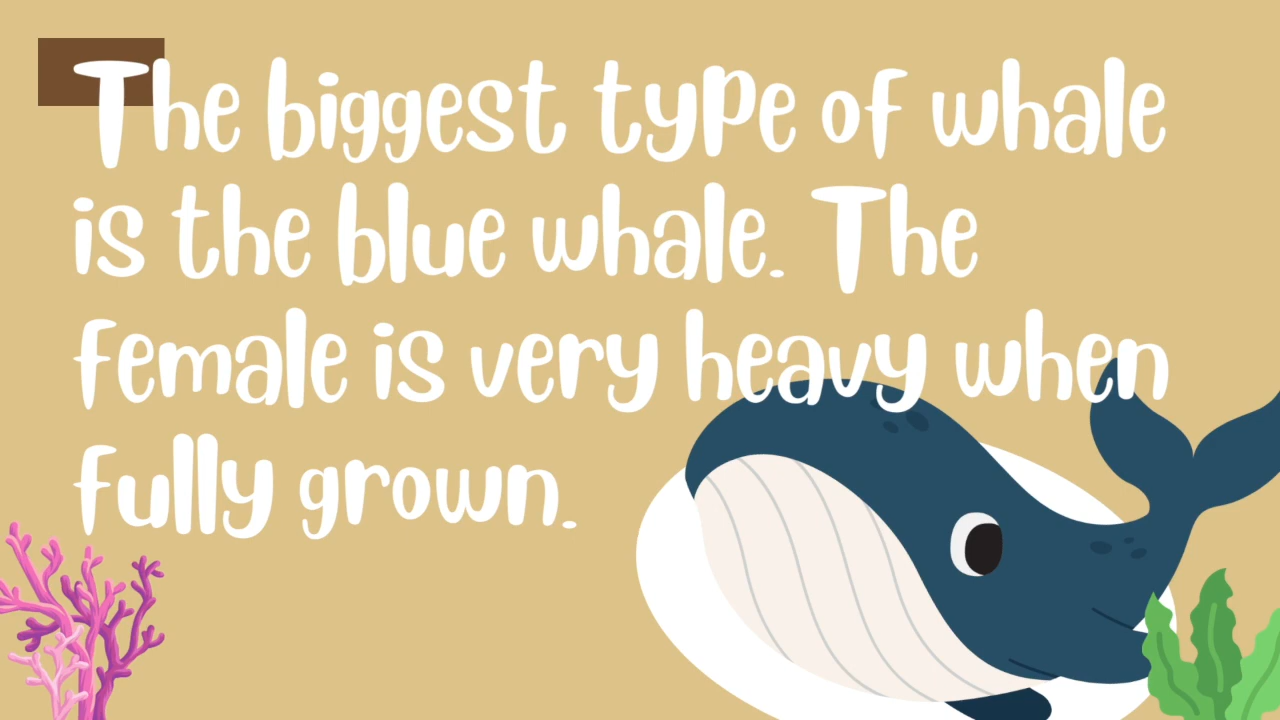 The biggest type of whale
is the blue whale. The
female is very heavy when
fully grown.